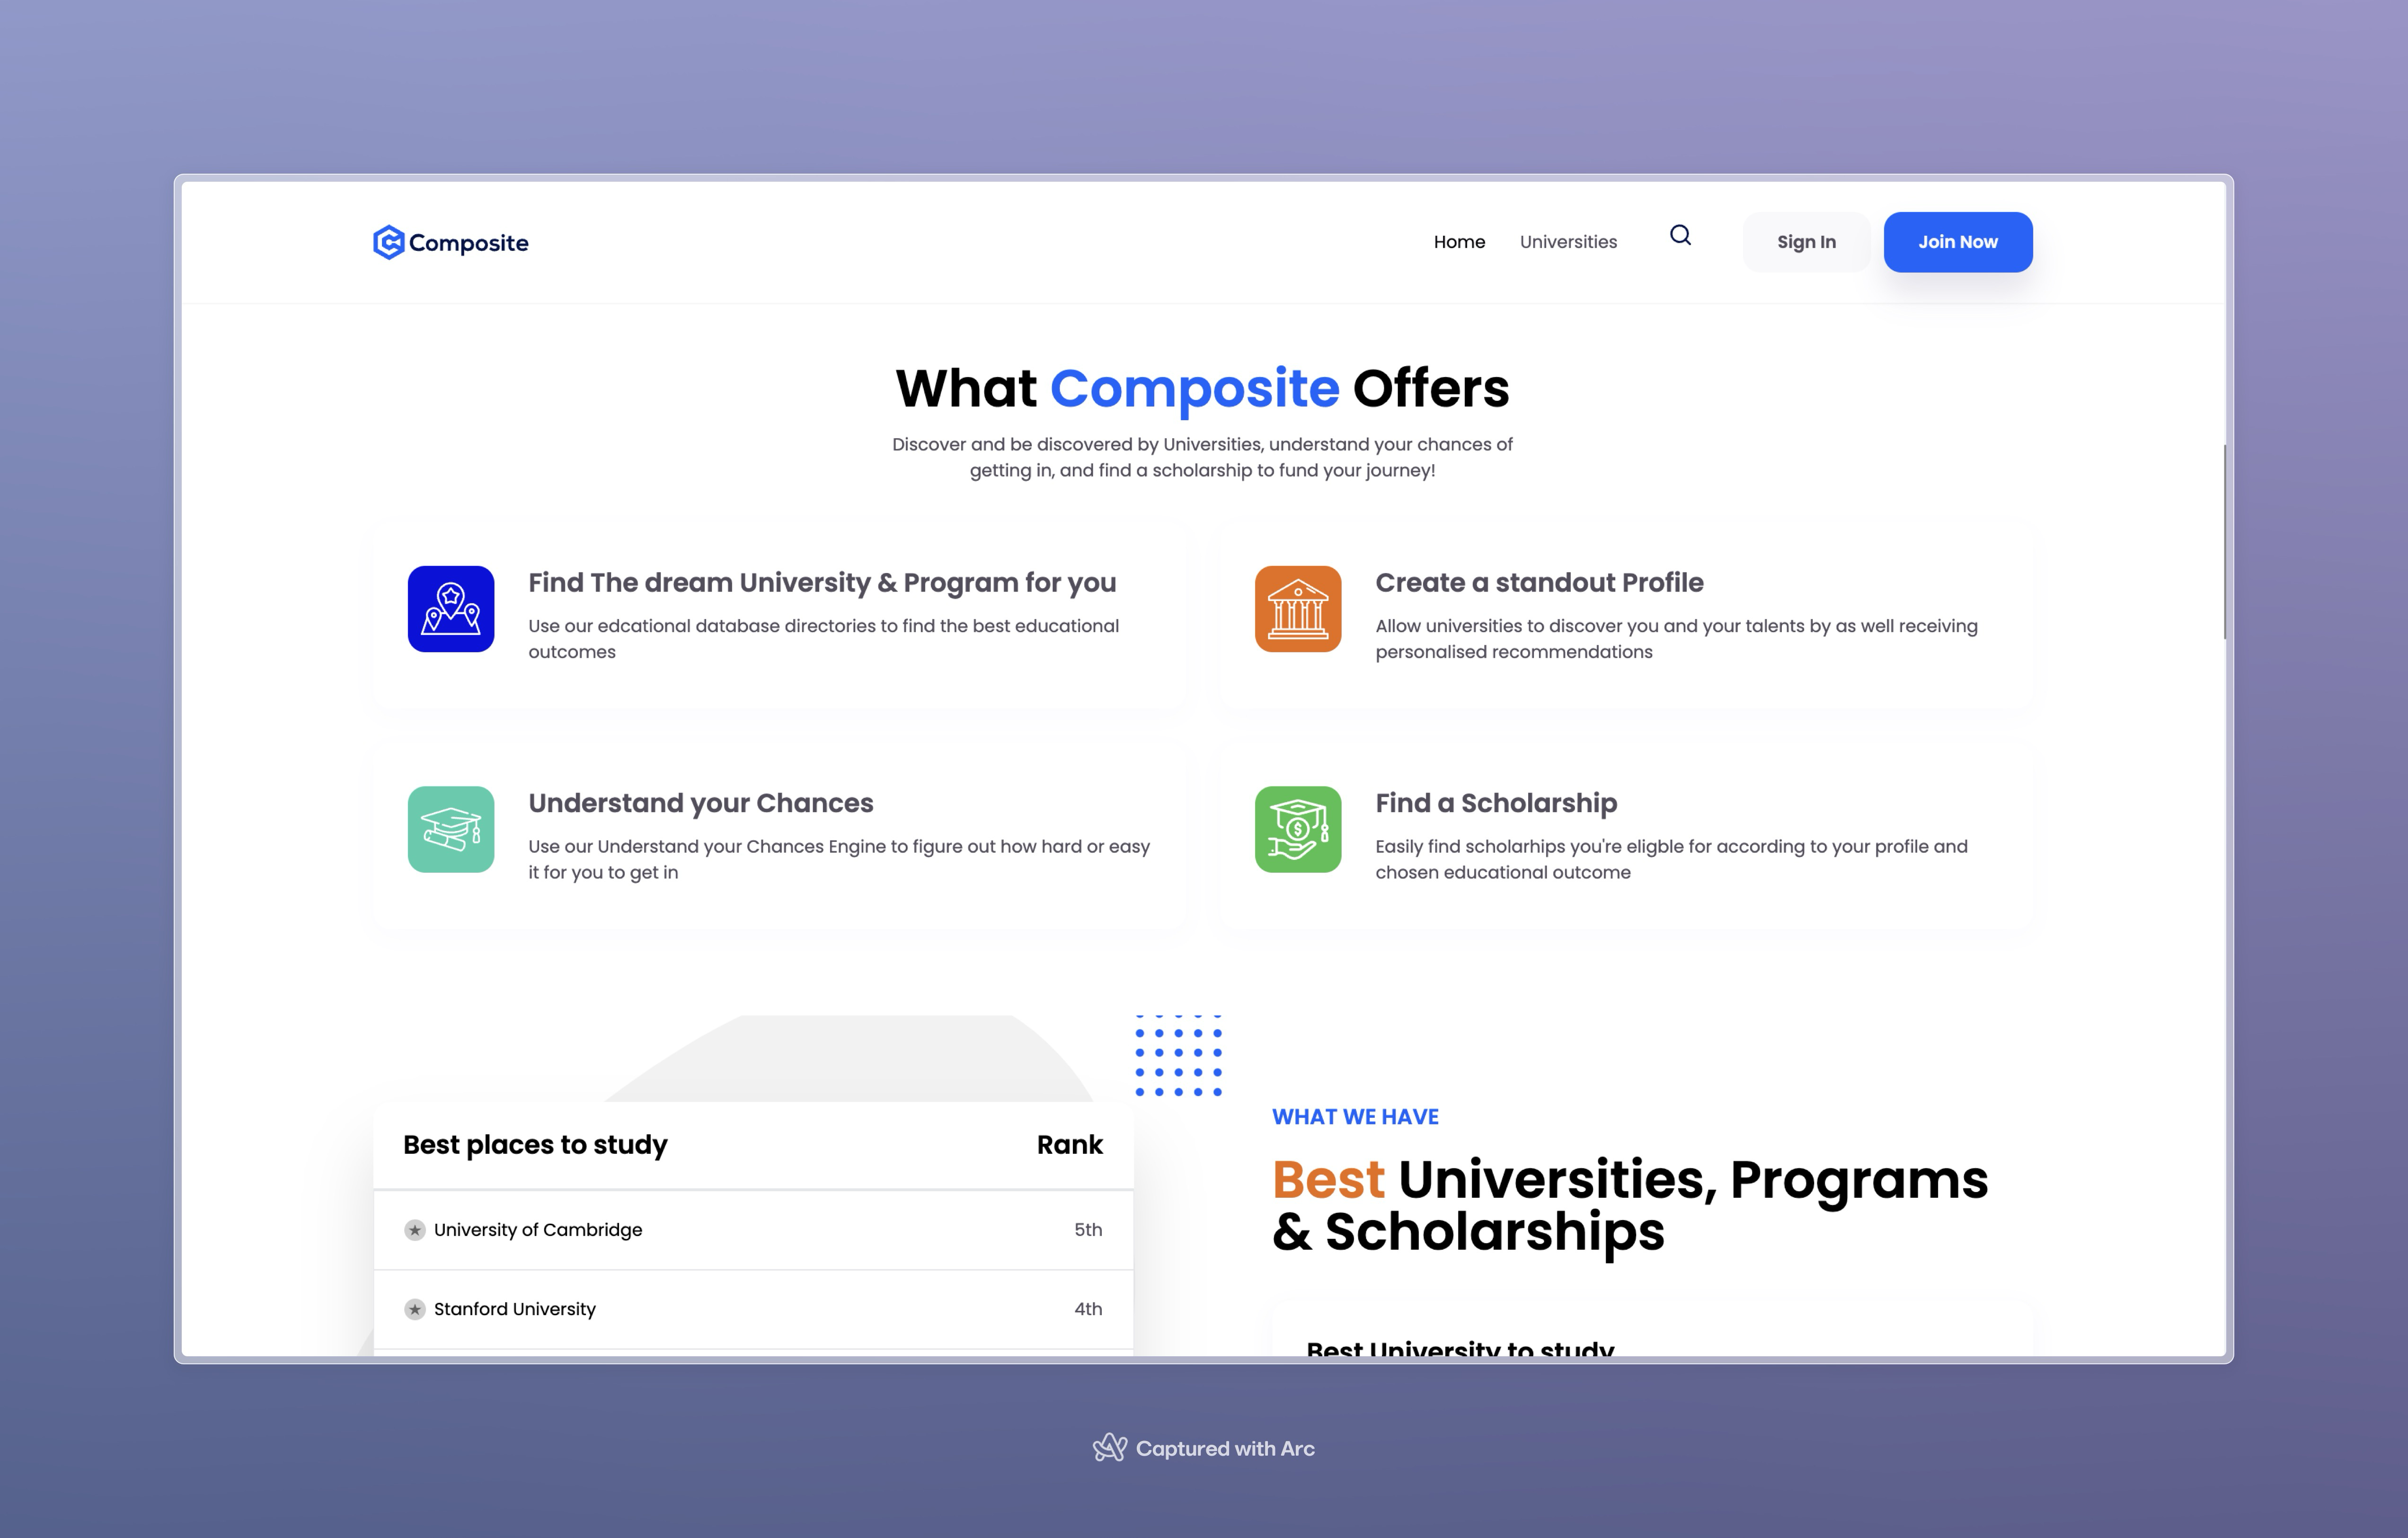 Composite
Home Universities Sign In Join Now
What Composite Offers
Discover and be discovered by Universities, understand your chances of
getting in, and find a scholarship to fund your journey!
Find The dream University & Program for you
Use our edcational database directories to find the best educational
outcomes
Create a standout Profile
Allow universities to discover you and your talents by as well receiving
personalised recommendations
Understand your Chances
Use our Understand your Chances Engine to figure out how hard or easy
it for you to get in
$
Find a Scholarship
Easily find scholarhips you're eligble for according to your profile and
chosen educational outcome
Best places to study Rank
University of Cambridge 5th
Stanford University 4th
WHAT WE HAVE
Best Universities, Programs
& Scholarships
Best University to study
Captured with Arc